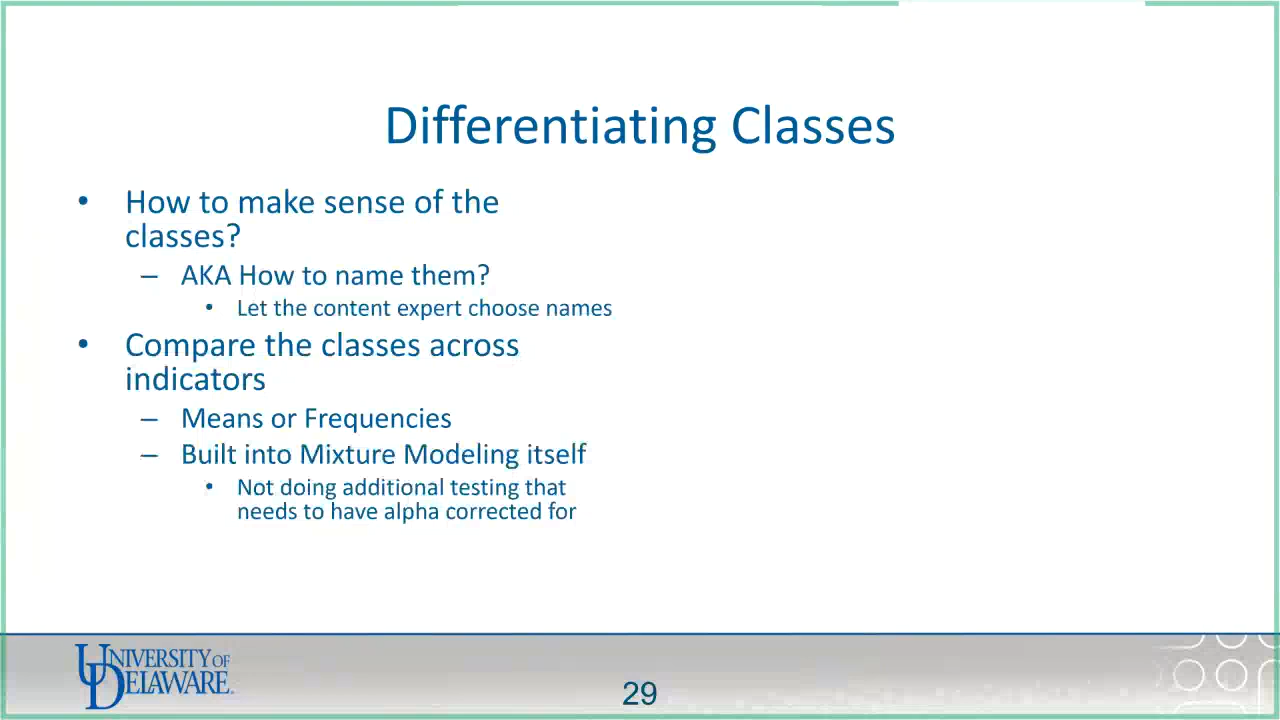 Differentiating Classes
• How to make sense of the
classes?
– AKA How to name them?
• Let the content expert choose names
• Compare the classes across
indicators
– Means or Frequencies
– Built into Mixture Modeling itself
• Not doing additional testing that
needs to have alpha corrected for
UNIVERSITY OF
DELAWARE.
29